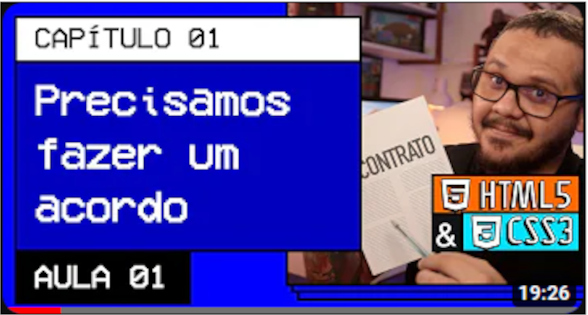 CAPÍTULO 01
Precisamos
fazer um
acordo
AULA 01
CONTRATO
HTML5
& CSS3
19:26